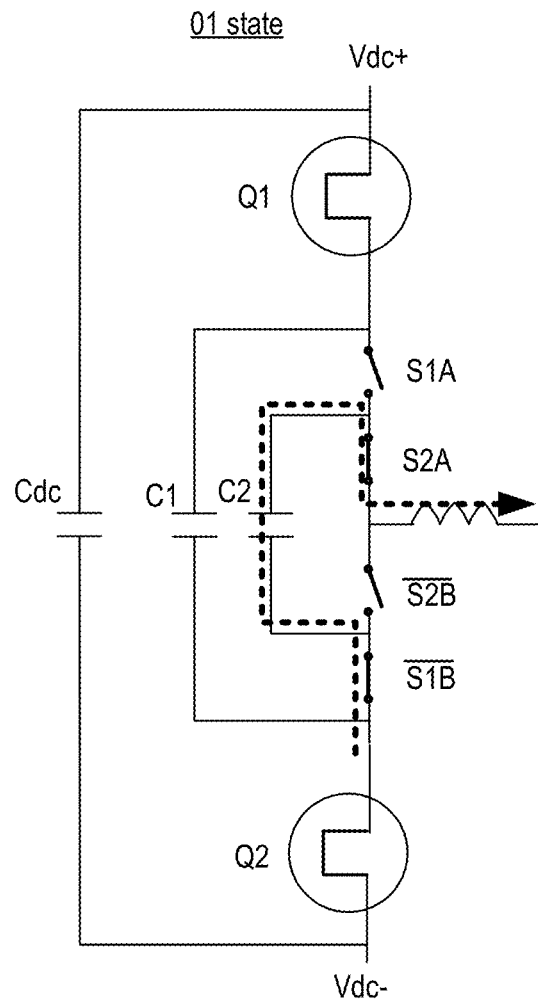 01 state
Vdc+
Q1
S1A
S2A
Cdc
C1
C2
S2B
S1B
Q2
Vdc-